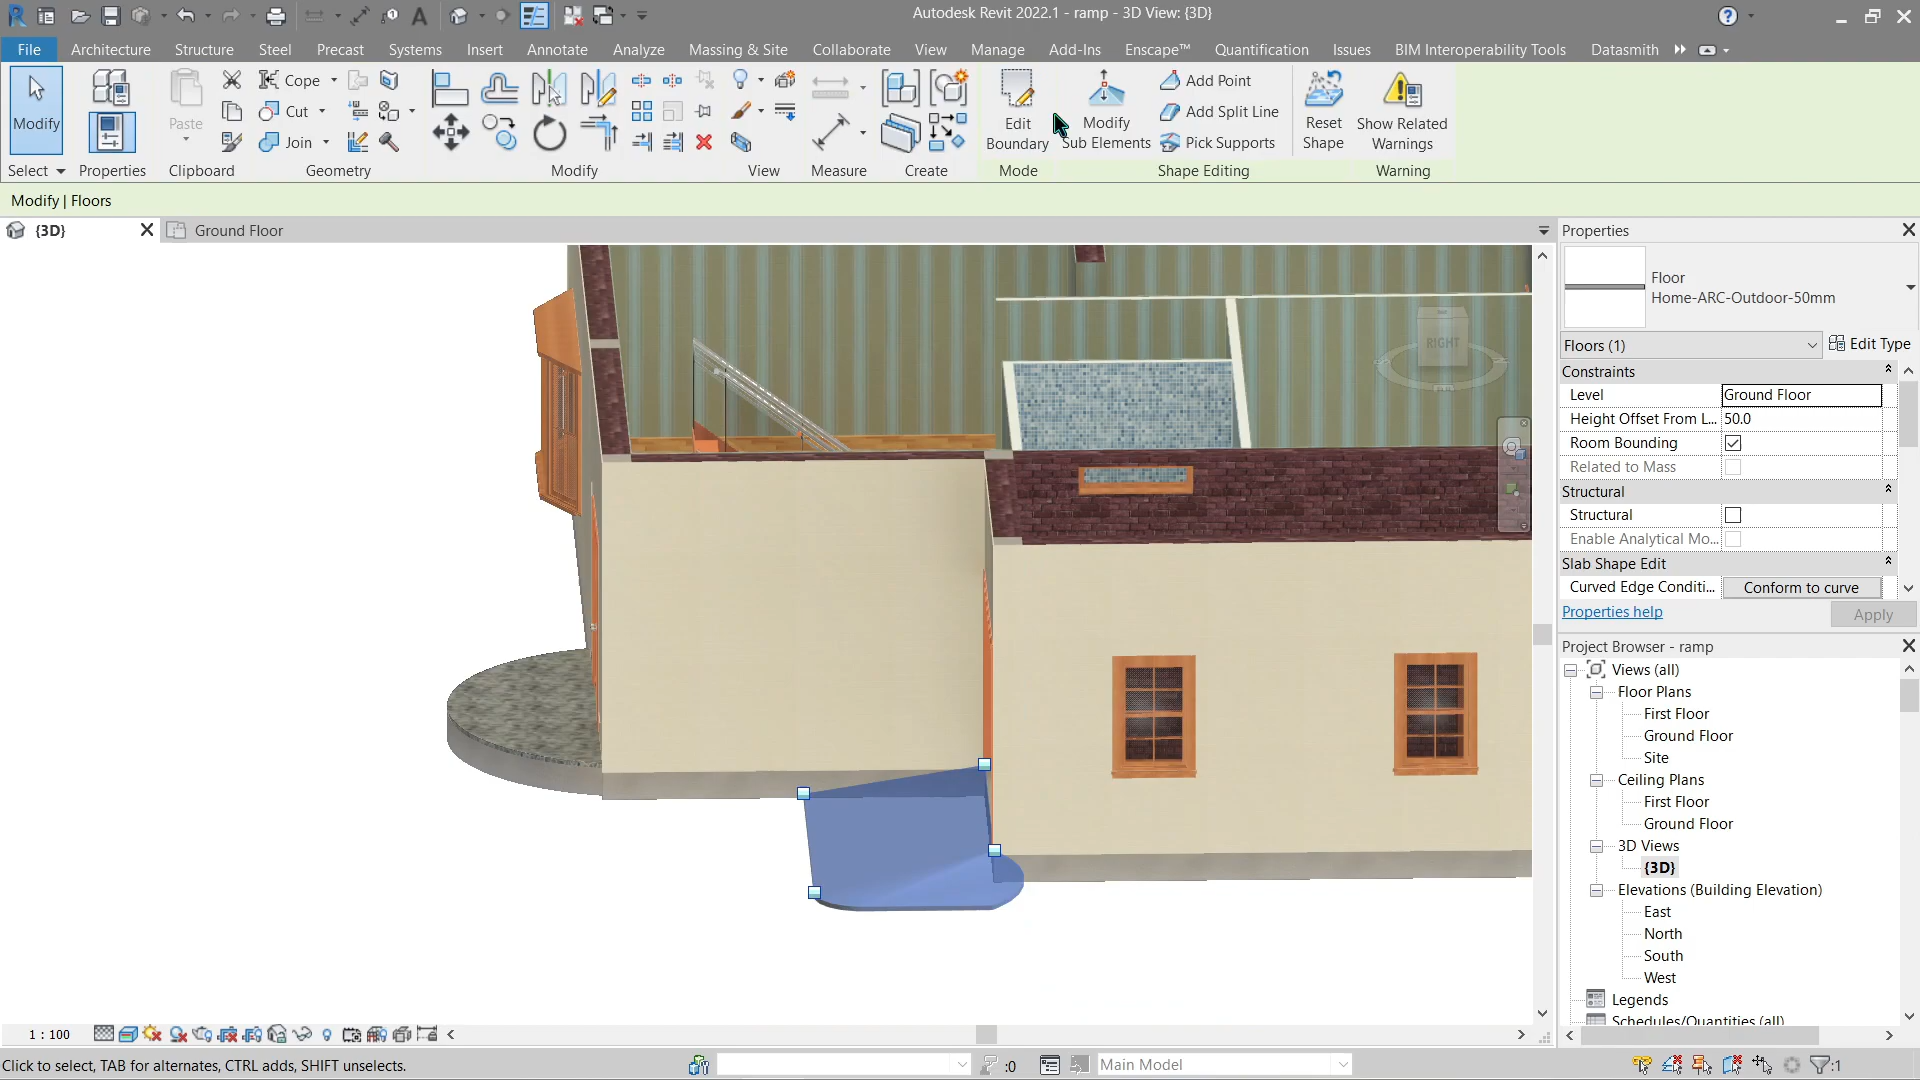 Autodesk Revit 2022.1 - ramp - 3D View: {3D}
File Architecture Structure Steel Precast Systems Insert Annotate Analyze Massing & Site Collaborate View Manage Add-Ins Enscape™ Quantification Issues BIM Interoperability Tools Datasmith
Modify
Paste
Cope
Cut
Join
Edit
Boundary
Modify
Sub Elements
Add Point
Add Split Line
Pick Supports
Reset
Shape
Show Related
Warnings
Select Properties Clipboard Geometry Modify View Measure Create Mode Shape Editing Warning
Modify | Floors
{3D}
Ground Floor
RIGHT
Properties
Floor
Home-ARC-Outdoor-50mm
Floors (1)
Edit Type
Constraints
Level Ground Floor
Height Offset From L... 50.0
Room Bounding
Related to Mass
Structural
Structural
Enable Analytical Mo...
Slab Shape Edit
Curved Edge Conditi... Conform to curve
Properties help
Apply
Project Browser - ramp
Views (all)
Floor Plans
First Floor
Ground Floor
Site
Ceiling Plans
First Floor
Ground Floor
3D Views
{3D}
Elevations (Building Elevation)
East
North
South
West
Legends
Schedules/Quantities (all)
1 : 100
Click to select, TAB for alternates, CTRL adds, SHIFT unselects.
:0
Main Model
:1